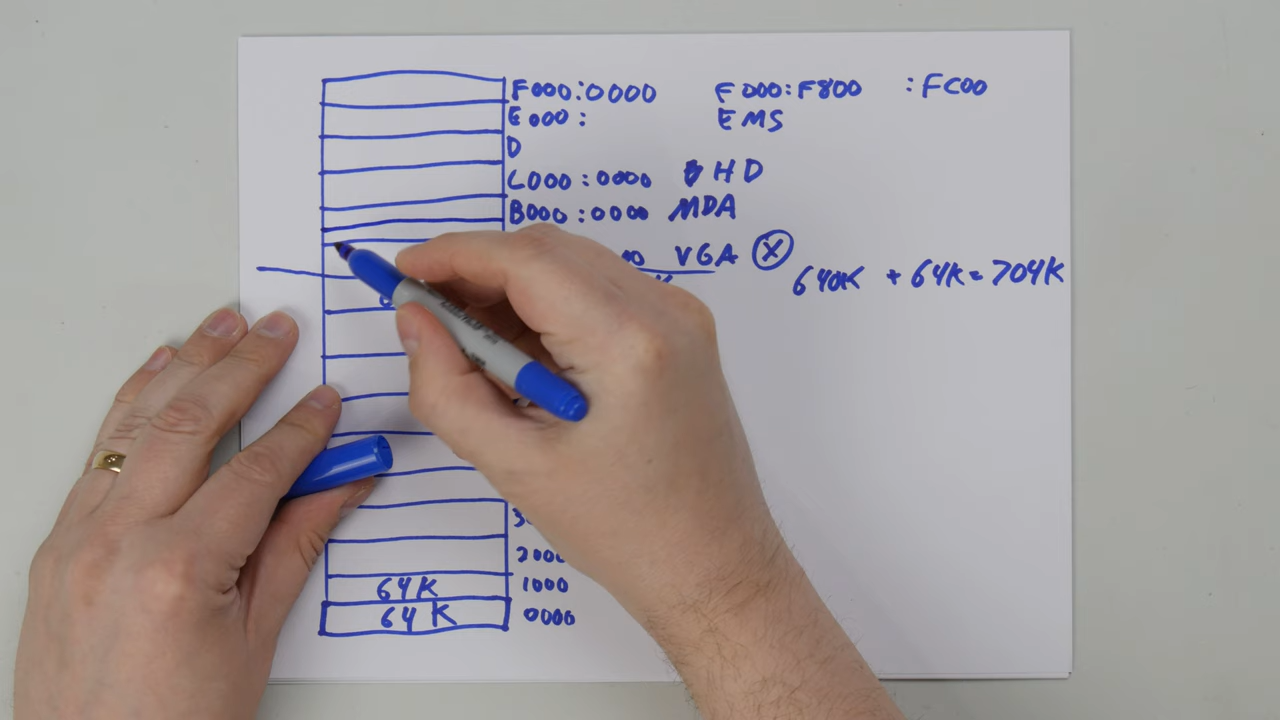 F000:0000 F000:F800 :FC00
E000: EMS
D
C000:0000 HD
B000:0000 MDA
00 VGA X
640K + 64K = 704K
2000
64K 1000
64K 0000